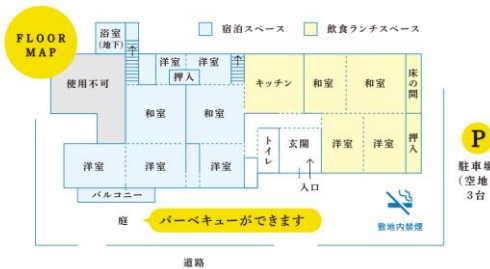 FLOOR
MAP
浴室
(地下)
宿泊スペース
飲食ランチスペース
使用不可
洋室
洋室
押入
和室
和室
キッチン
和室
和室
床の間
トイレ
玄関
洋室
洋室
押入
洋室
洋室
洋室
入口
バルコニー
庭
バーベキューができます
敷地内禁煙
P
駐車場
(空地
3台
道路